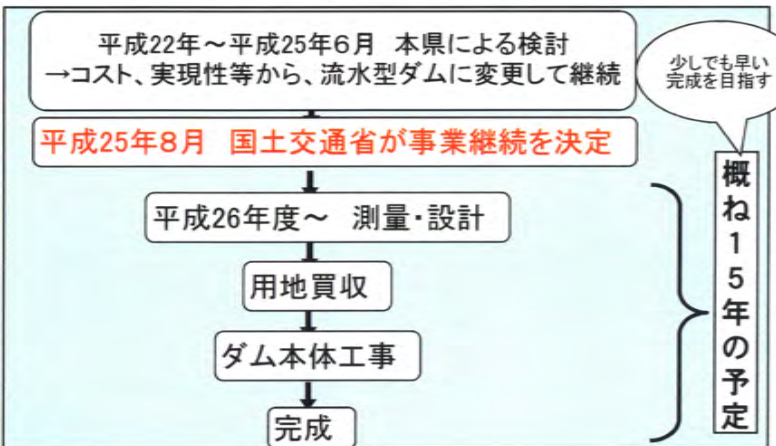 平成22年～平成25年6月 本県による検討
→コスト、実現性等から、流水型ダムに変更して継続
少しでも早い
完成を目指す
平成25年8月 国土交通省が事業継続を決定
平成26年度～ 測量・設計
用地買収
ダム本体工事
完成
概ね15年の予定